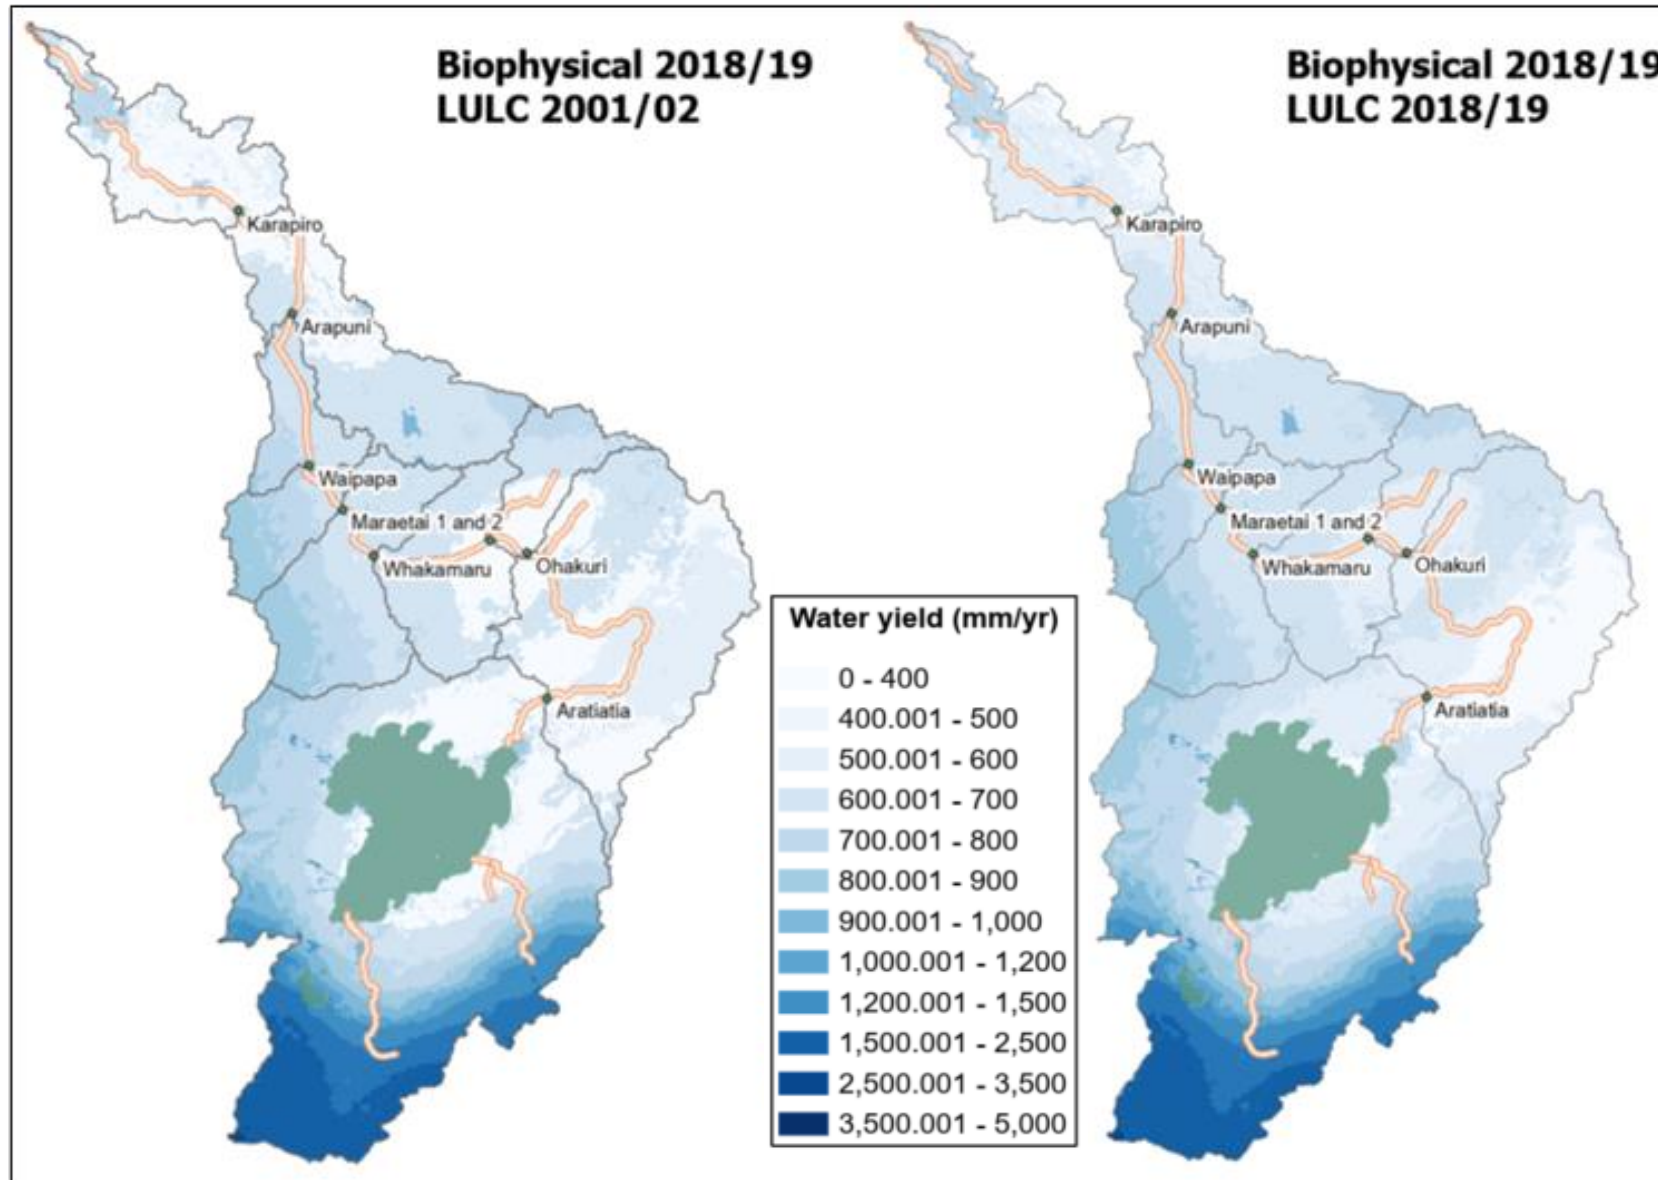 Biophysical 2018/19
LULC 2001/02
Karapiro
Arapuni
Waipapa
Maraetai 1 and 2
Whakamaru
Ohakuri
Aratiatia
Biophysical 2018/19
LULC 2018/19
Karapiro
Arapuni
Waipapa
Maraetai 1 and 2
Whakamaru
Ohakuri
Aratiatia
Water yield (mm/yr)
0 - 400
400.001 - 500
500.001 - 600
600.001 - 700
700.001 - 800
800.001 - 900
900.001 - 1,000
1,000.001 - 1,200
1,200.001 - 1,500
1,500.001 - 2,500
2,500.001 - 3,500
3,500.001 - 5,000